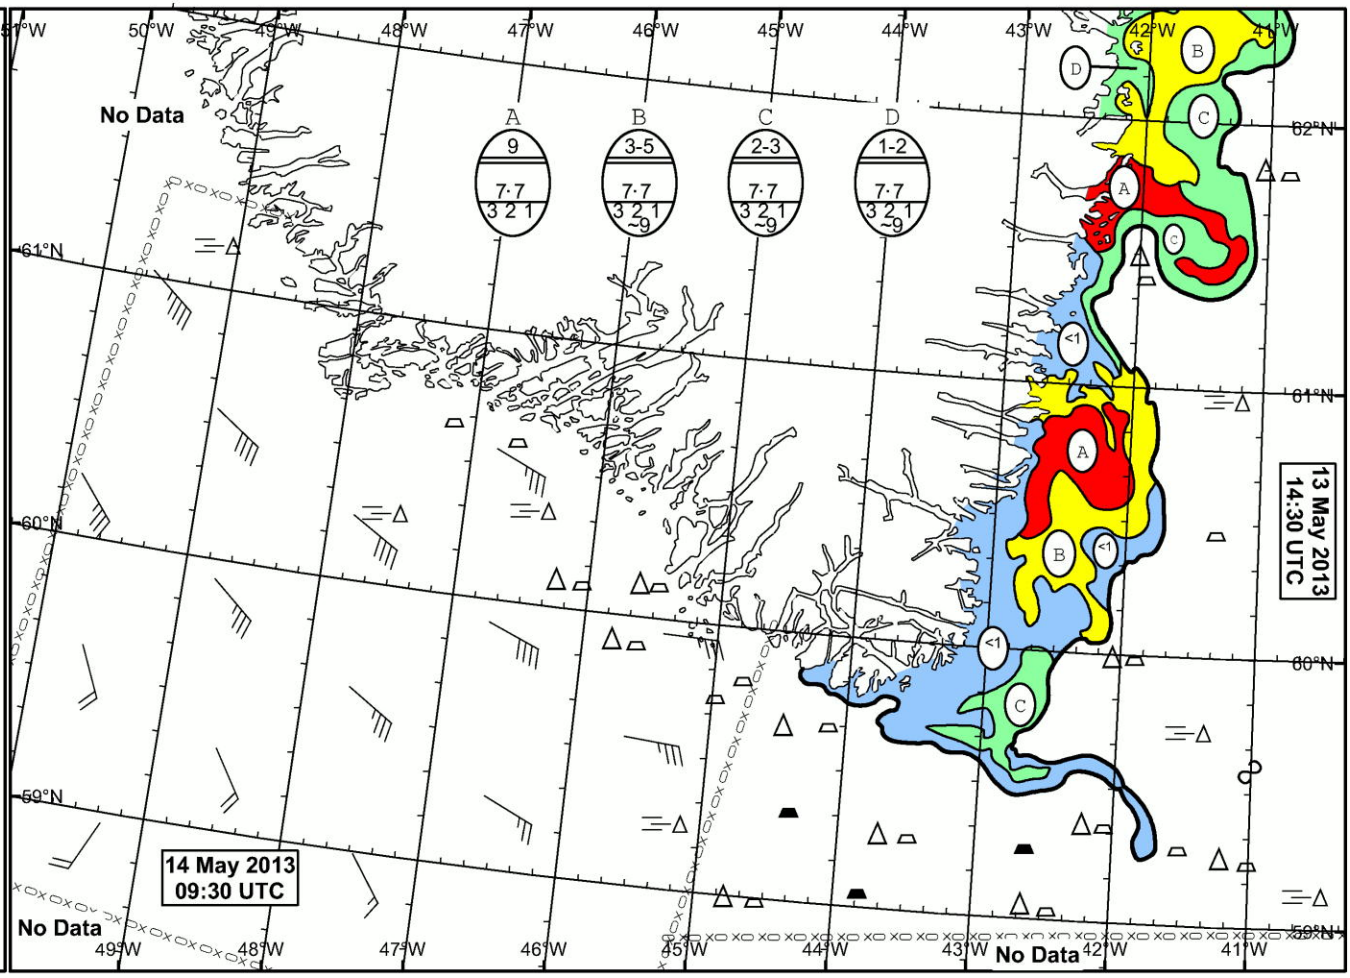 51°W 50°W 49°W 48°W 47°W 46°W 45°W 44°W 43°W 42°W 41°W
B
D
No Data
A B C D
C
62°N
9 3-5 2-3 1-2
7·7 7·7 7·7 7·7
3 2 1 3 2 1 3 2 1 3 2 1
~9 ~9 ~9
A
C
61°N
<1
61°N
A
13 May 2013
14:30 UTC
60°N
B
<1
<1
60°N
C
59°N
14 May 2013
09:30 UTC
No Data
59°N
49°W 48°W 47°W 46°W 45°W 44°W 43°W 42°W 41°W
No Data